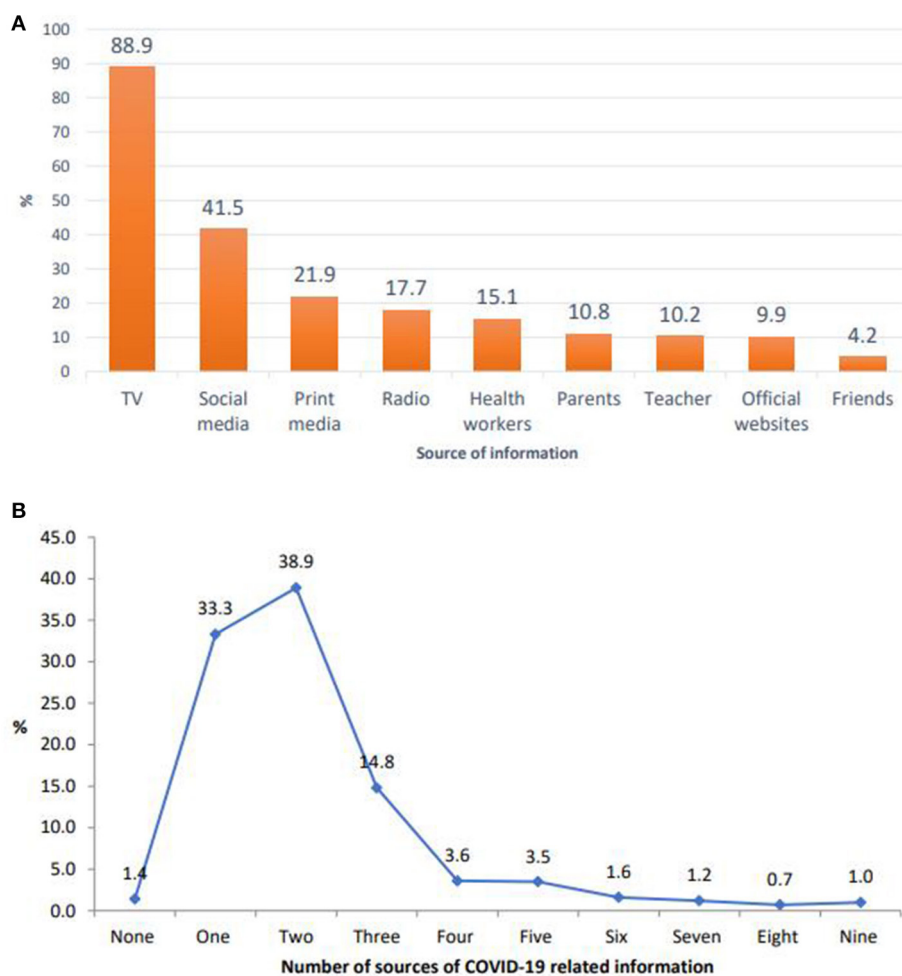 A
100
90
80
70
60
50
40
30
20
10
0
%
88.9
41.5
21.9
17.7
15.1
10.8
10.2
9.9
4.2
TV
Social media
Print media
Radio
Health workers
Parents
Teacher
Official websites
Friends
Source of information
B
45.0
40.0
35.0
30.0
25.0
20.0
15.0
10.0
5.0
0.0
%
1.4
33.3
38.9
14.8
3.6
3.5
1.6
1.2
0.7
1.0
None
One
Two
Three
Four
Five
Six
Seven
Eight
Nine
Number of sources of COVID-19 related information